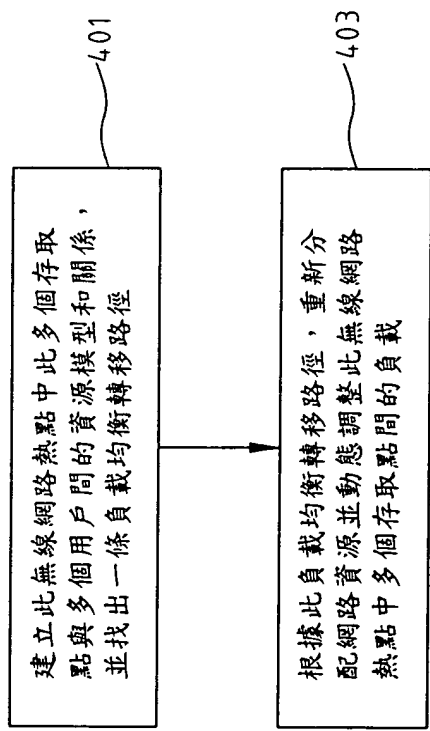 建立此無線網路熱點中此多個存取
點與多個用戶間的資源模型和關係，
並找出一條負載均衡轉移路徑
401
根據此負載均衡轉移路徑，重新分
配網路資源並動態調整此無線網路
熱點中多個存取點間的負載
403